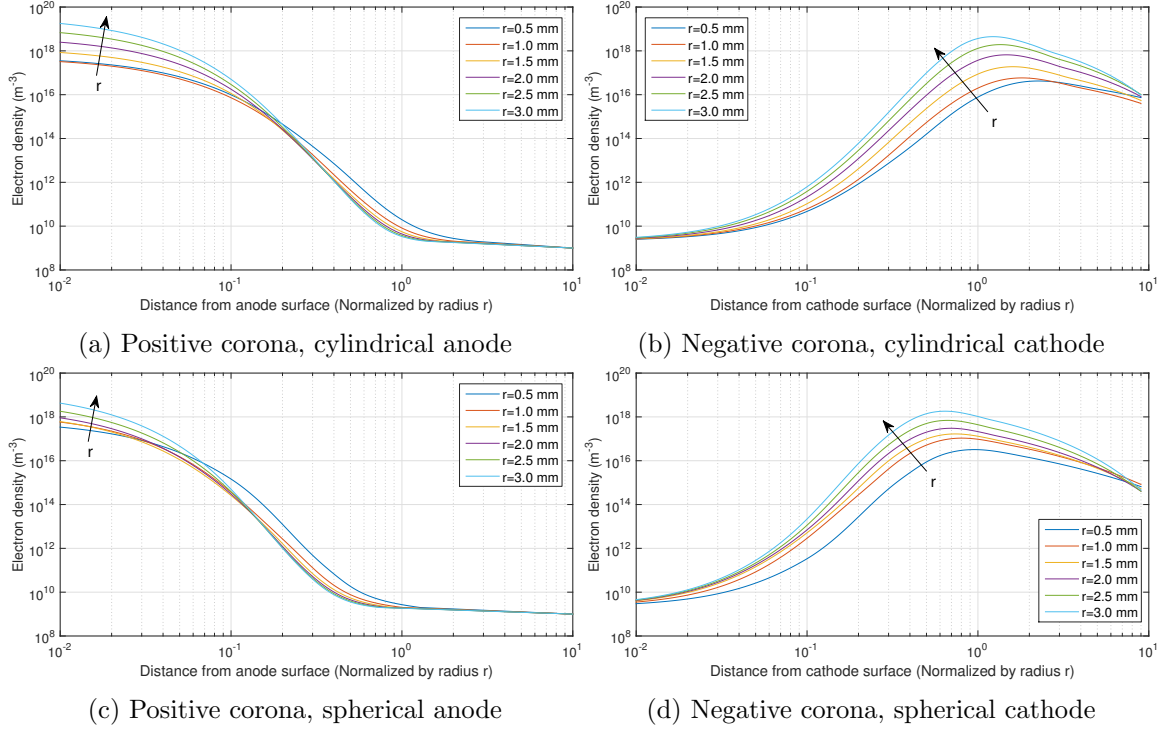 10^20
10^18
10^16
10^14
10^12
10^10
10^8
Electron density (m^-3)
r
r=0.5 mm
r=1.0 mm
r=1.5 mm
r=2.0 mm
r=2.5 mm
r=3.0 mm
10^-2
10^-1
10^0
10^1
Distance from anode surface (Normalized by radius r)
(a) Positive corona, cylindrical anode
10^20
10^18
10^16
10^14
10^12
10^10
10^8
Electron density (m^-3)
r=0.5 mm
r=1.0 mm
r=1.5 mm
r=2.0 mm
r=2.5 mm
r=3.0 mm
r
10^-2
10^-1
10^0
10^1
Distance from cathode surface (Normalized by radius r)
(b) Negative corona, cylindrical cathode
10^20
10^18
10^16
10^14
10^12
10^10
10^8
Electron density (m^-3)
r
r=0.5 mm
r=1.0 mm
r=1.5 mm
r=2.0 mm
r=2.5 mm
r=3.0 mm
10^-2
10^-1
10^0
10^1
Distance from anode surface (Normalized by radius r)
(c) Positive corona, spherical anode
10^20
10^18
10^16
10^14
10^12
10^10
10^8
Electron density (m^-3)
r
r=0.5 mm
r=1.0 mm
r=1.5 mm
r=2.0 mm
r=2.5 mm
r=3.0 mm
10^-2
10^-1
10^0
10^1
Distance from cathode surface (Normalized by radius r)
(d) Negative corona, spherical cathode